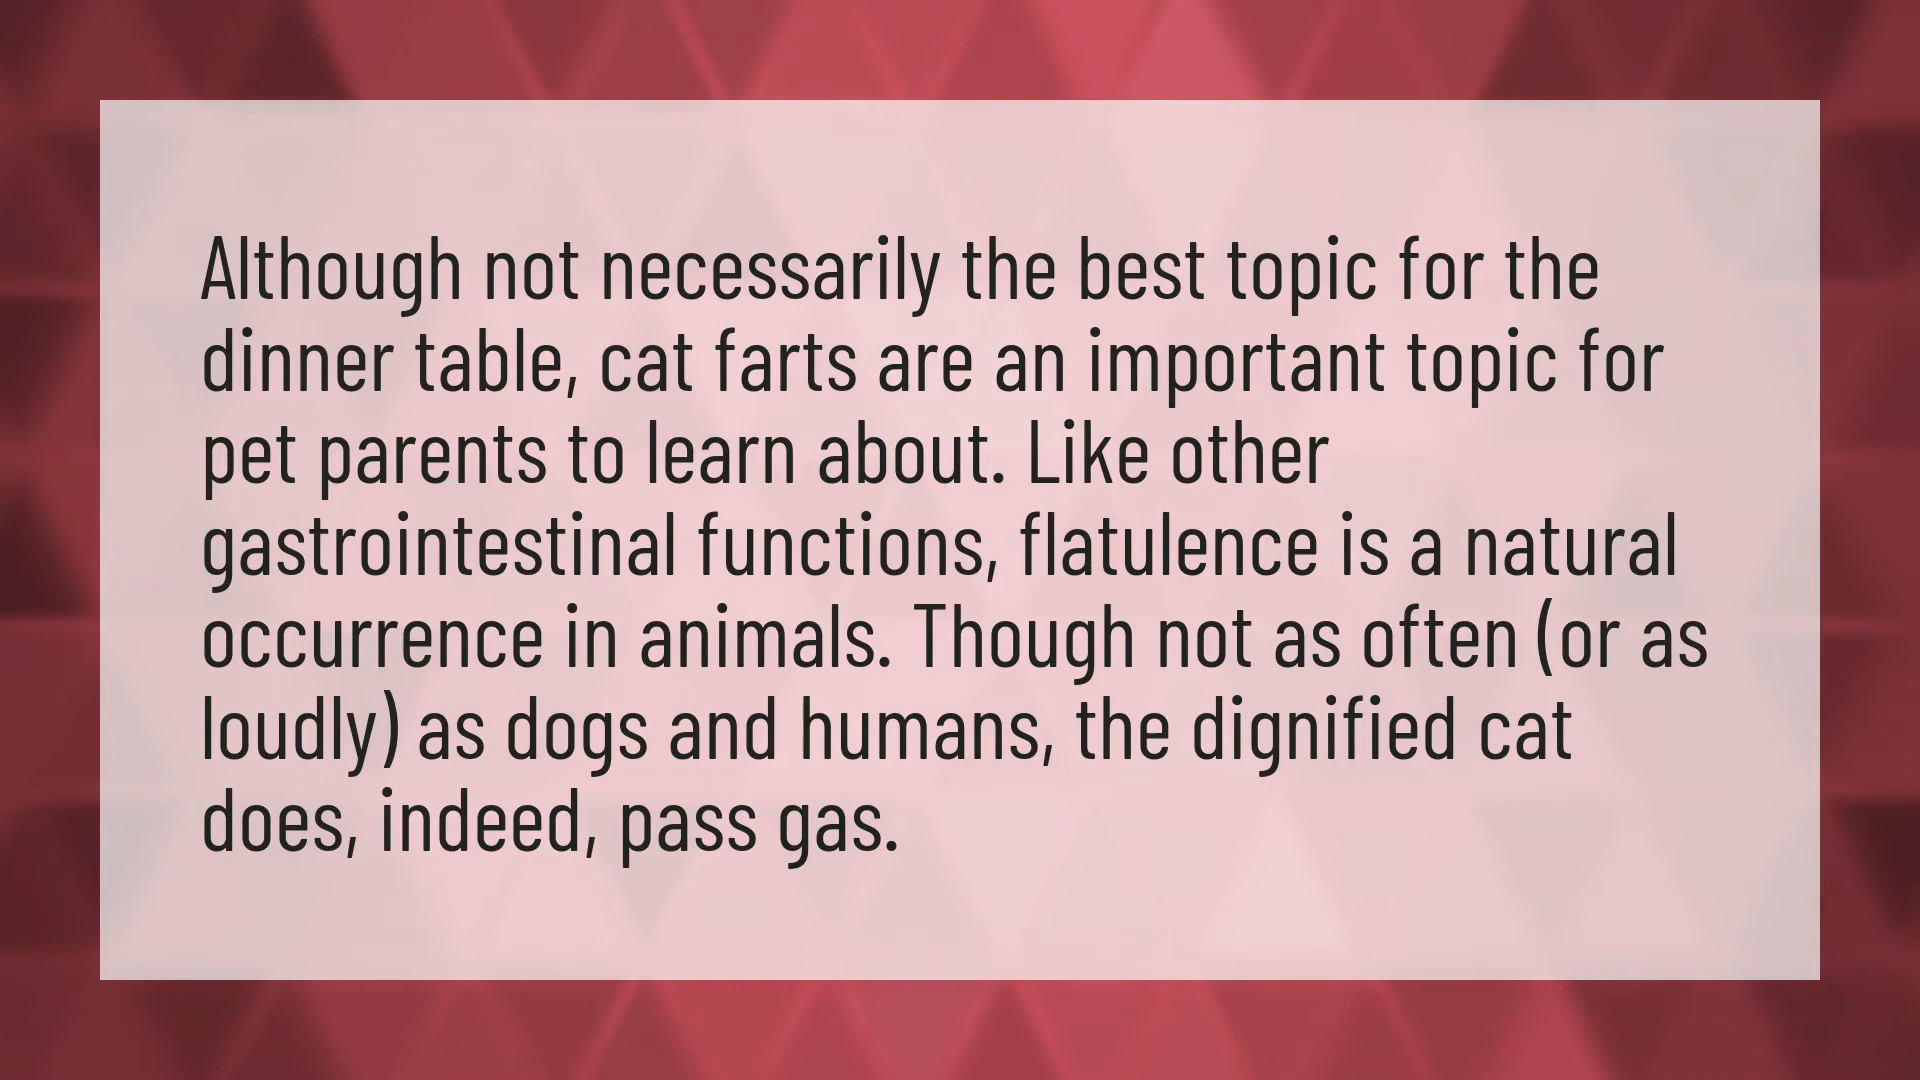 Although not necessarily the best topic for the
dinner table, cat farts are an important topic for
pet parents to learn about. Like other
gastrointestinal functions, flatulence is a natural
occurrence in animals. Though not as often (or as
loudly) as dogs and humans, the dignified cat
does, indeed, pass gas.